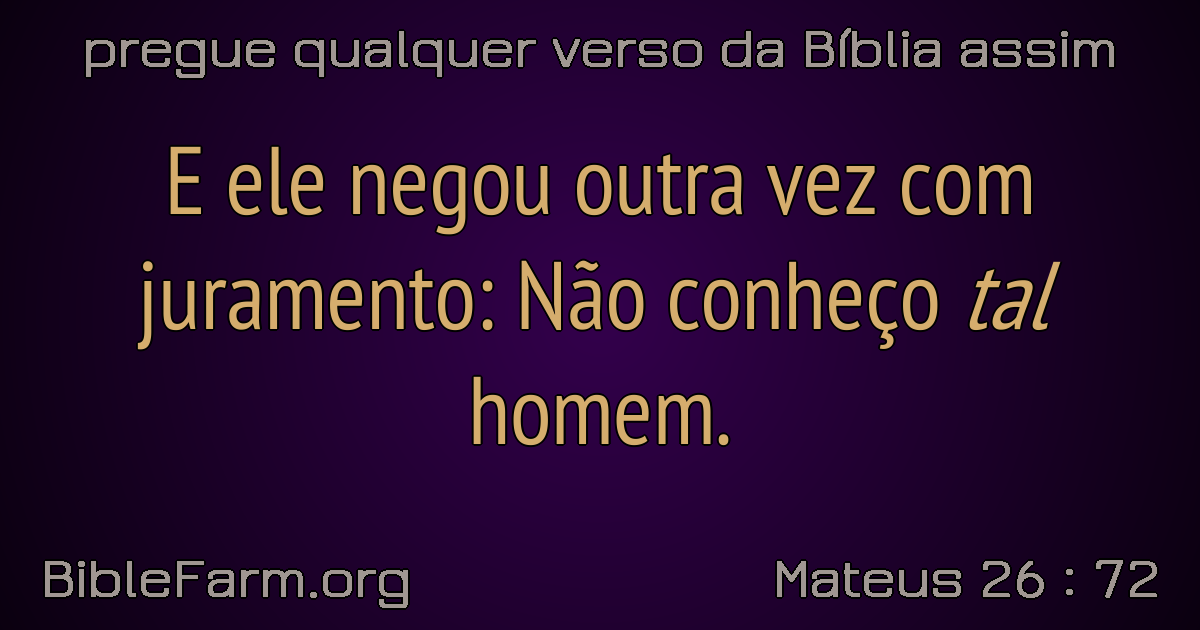 pregue qualquer verso da Bíblia assim
E ele negou outra vez com
juramento: Não conheço tal
homem.
BibleFarm.org
Mateus 26 : 72